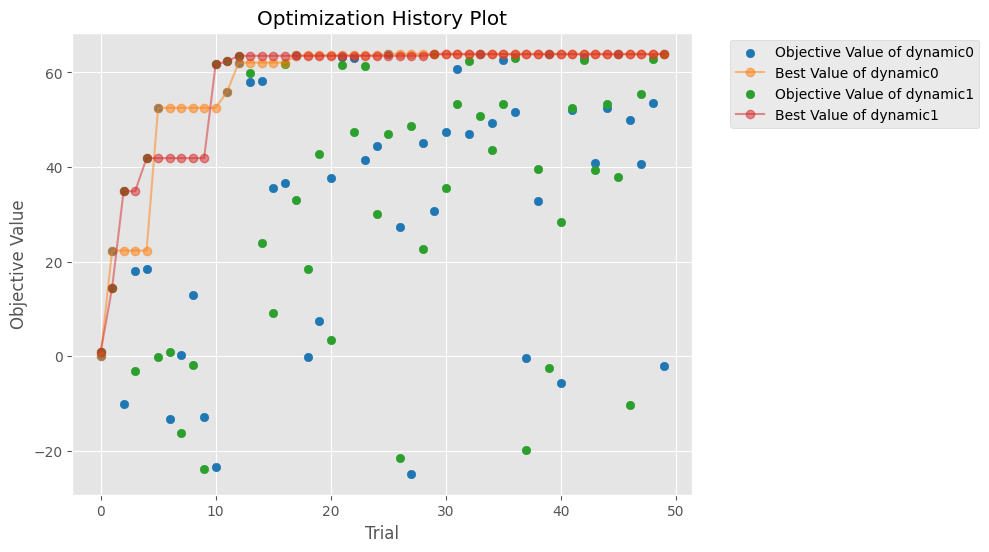 Optimization History Plot
Objective Value of dynamic0
Best Value of dynamic0
Objective Value of dynamic1
Best Value of dynamic1
Objective Value
60
40
20
0
−20
0 10 20 30 40 50
Trial